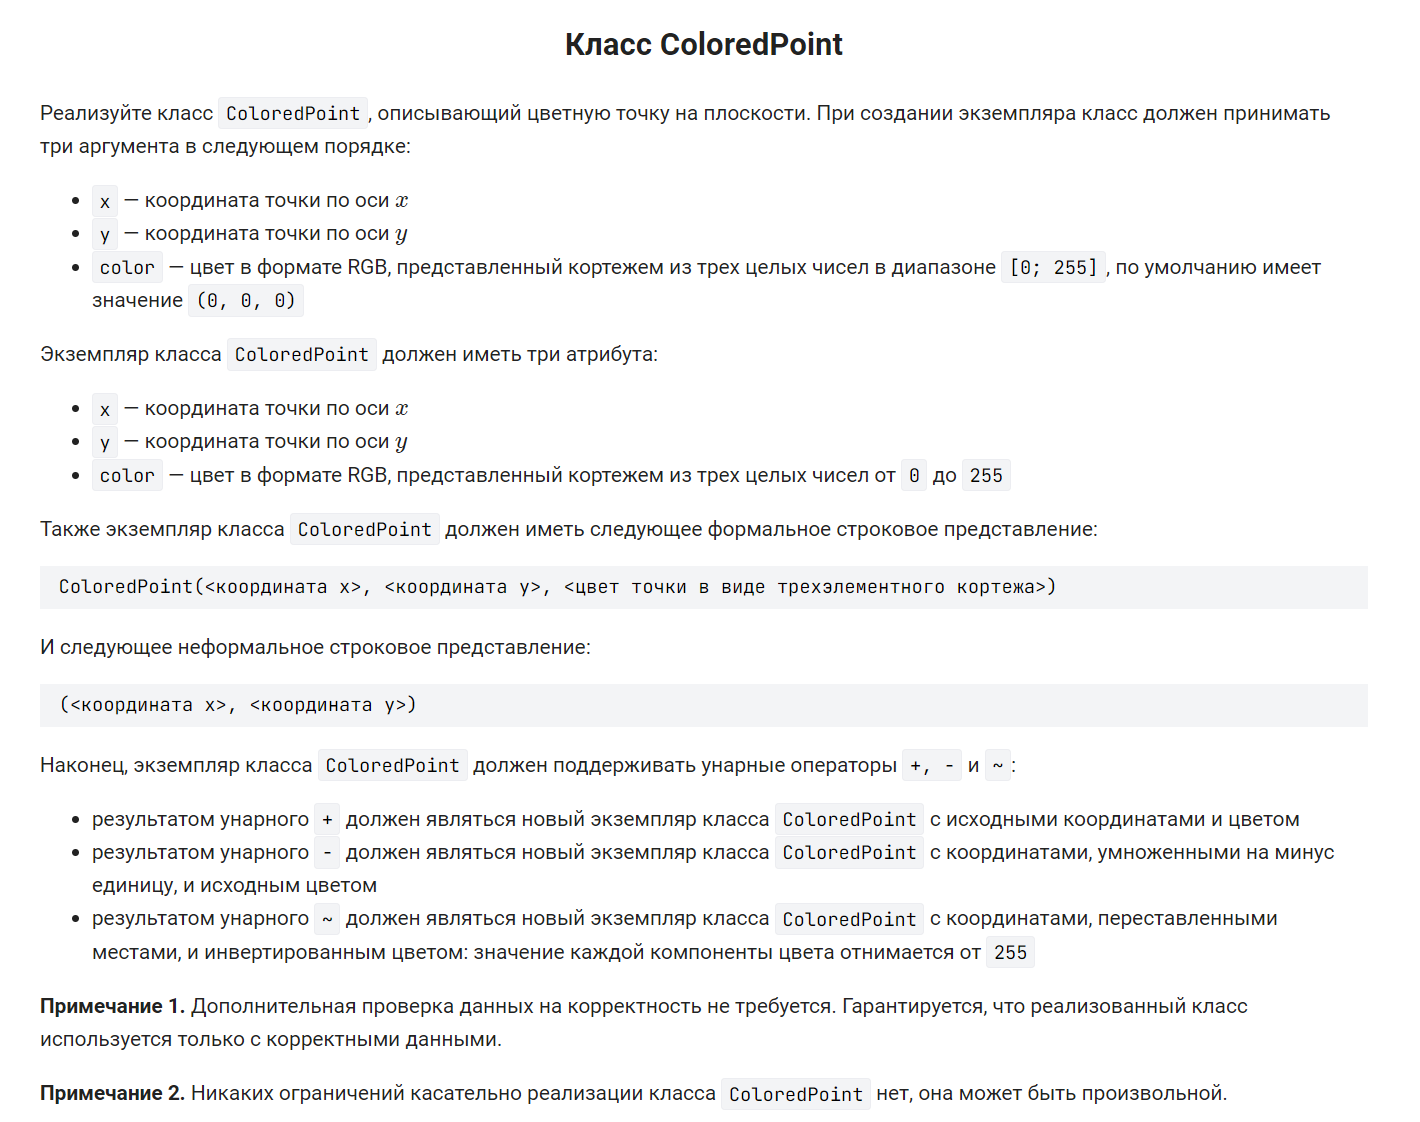 Класс ColoredPoint
Реализуйте класс ColoredPoint, описывающий цветную точку на плоскости. При создании экземпляра класс должен принимать
три аргумента в следующем порядке:
• x — координата точки по оси x
• y — координата точки по оси y
• color — цвет в формате RGB, представленный кортежем из трех целых чисел в диапазоне [0; 255], по умолчанию имеет
значение (0, 0, 0)
Экземпляр класса ColoredPoint должен иметь три атрибута:
• x — координата точки по оси x
• y — координата точки по оси y
• color — цвет в формате RGB, представленный кортежем из трех целых чисел от 0 до 255
Также экземпляр класса ColoredPoint должен иметь следующее формальное строковое представление:
ColoredPoint(<координата x>, <координата y>, <цвет точки в виде трехэлементного кортежа>)
И следующее неформальное строковое представление:
(<координата x>, <координата y>)
Наконец, экземпляр класса ColoredPoint должен поддерживать унарные операторы +, - и ~:
• результатом унарного + должен являться новый экземпляр класса ColoredPoint с исходными координатами и цветом
• результатом унарного - должен являться новый экземпляр класса ColoredPoint с координатами, умноженными на минус
единицу, и исходным цветом
• результатом унарного ~ должен являться новый экземпляр класса ColoredPoint с координатами, переставленными
местами, и инвертированным цветом: значение каждой компоненты цвета отнимается от 255
Примечание 1. Дополнительная проверка данных на корректность не требуется. Гарантируется, что реализованный класс
используется только с корректными данными.
Примечание 2. Никаких ограничений касательно реализации класса ColoredPoint нет, она может быть произвольной.